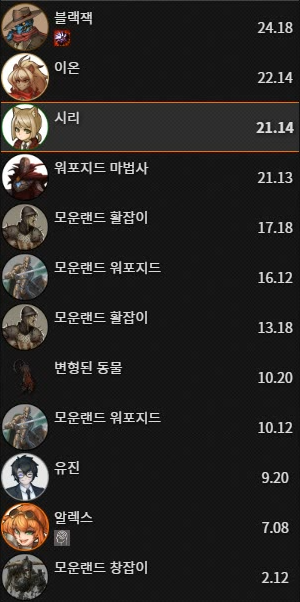 블랙잭
24.18
이온
22.14
시리
21.14
워포지드 마법사
21.13
모운랜드 활잡이
17.18
모운랜드 워포지드
16.12
모운랜드 활잡이
13.18
변형된 동물
10.20
모운랜드 워포지드
10.12
유진
9.20
알렉스
7.08
모운랜드 창잡이
2.12